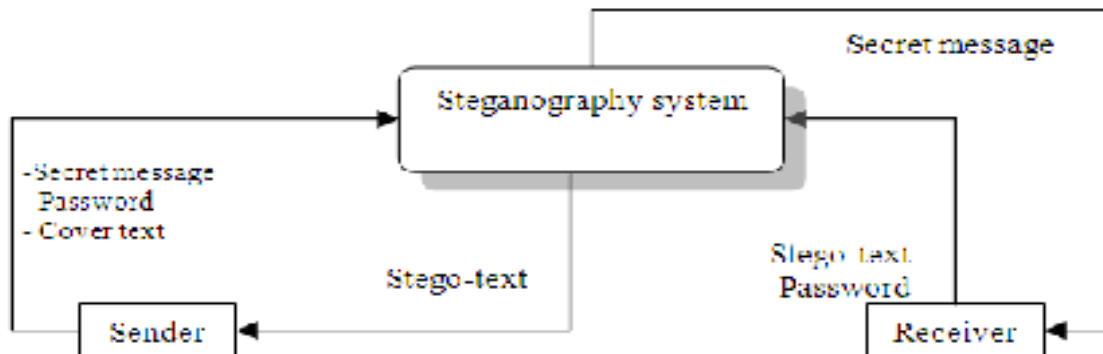 Secret message
Steganography system
-Secret message
Password
- Cover text
Stego-text
Stego-text
Password
Sender
Receiver